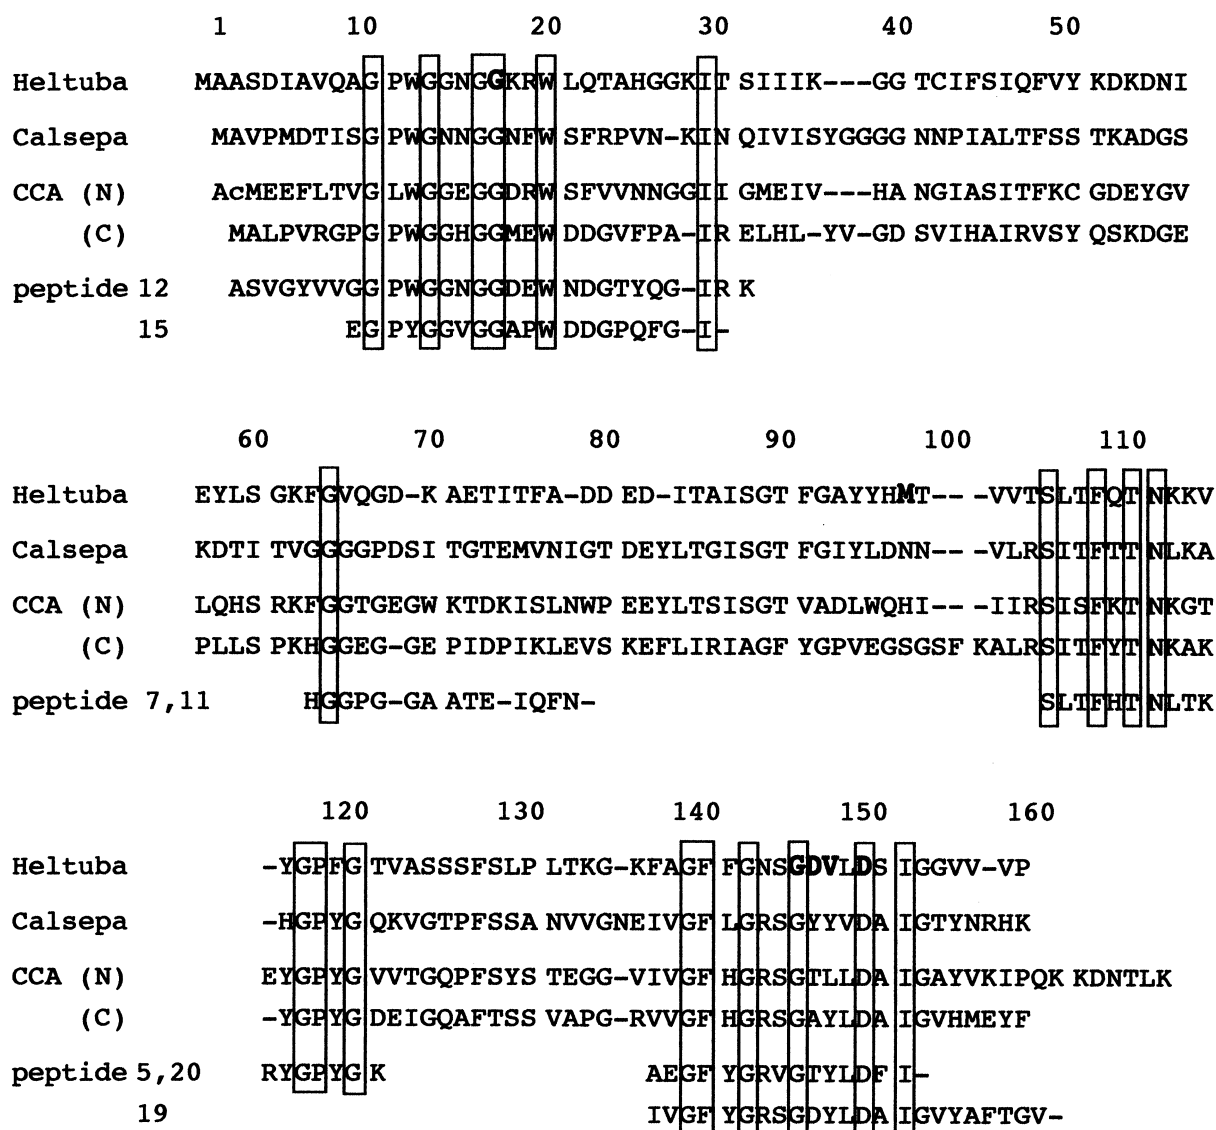 1 10 20 30 40 50
Heltuba MAASDIAVQAG PWGGNGGKRW LQTAHGGKIT SIIIK---GG TCIFSIQFVY KDKDNI
Calsepa MAVPMDTISG PWGNNGGNFW SFRPVN-KIN QIVISYGGGG NNPIALTFSS TKADGS
CCA (N) AcMEEFLTVG LWGGEGGDRW SFVVNNGGII GMEIV---HA NGIASITFKC GDEYGV
(C) MALPVRGPG PWGGHGGMEW DDGVFPA-IR ELHL-YV-GD SVIHAIRVSY QSKDGE
peptide 12 ASVGYVVGG PWGGNGGDEW NDGTYQG-IR K
15 EG PYGGVGGAPW DDGPQFG-I-
60 70 80 90 100 110
Heltuba EYLS GKFGVQGD-K AETITFA-DD ED-ITAISGT FGAYYHMT-- -VVTSLTFQT NKKV
Calsepa KDTI TVGGGGPDSI TGTEMVNIGT DEYLTGISGT FGIYLDNN-- -VLRSITFTT NLKA
CCA (N) LQHS RKFGGTGEGW KTDKISLNWP EEYLTSISGT VADLWQHI-- -IIRSISFKT NKGT
(C) PLLS PKHGGEG-GE PIDPIKLEVS KEFLIRIAGF YGPVEGSGSF KALRSITFYT NKAK
peptide 7,11 HGGPG-GA ATE-IQFN- SLTFHT NLTK
120 130 140 150 160
Heltuba -YGPFG TVASSSFSLP LTKG-KFAGF FGNSGDVLDS IGGVV-VP
Calsepa -HGPYG QKVGTPFSSA NVVGNEIVGF LGRSGYYVDA IGTYNRHK
CCA (N) EYGPYG VVTGQPFSYS TEGG-VIVGF HGRSGTLLDA IGAYVKIPQK KDNTLK
(C) -YGPYG DEIGQAFTSS VAPG-RVVGF HGRSGAYLDA IGVHMEYF
peptide 5,20 RYGPYG K AEGF YGRVGTYLDF I-
19 IVGF YGRSGDYLDA IGVYAFTGV-